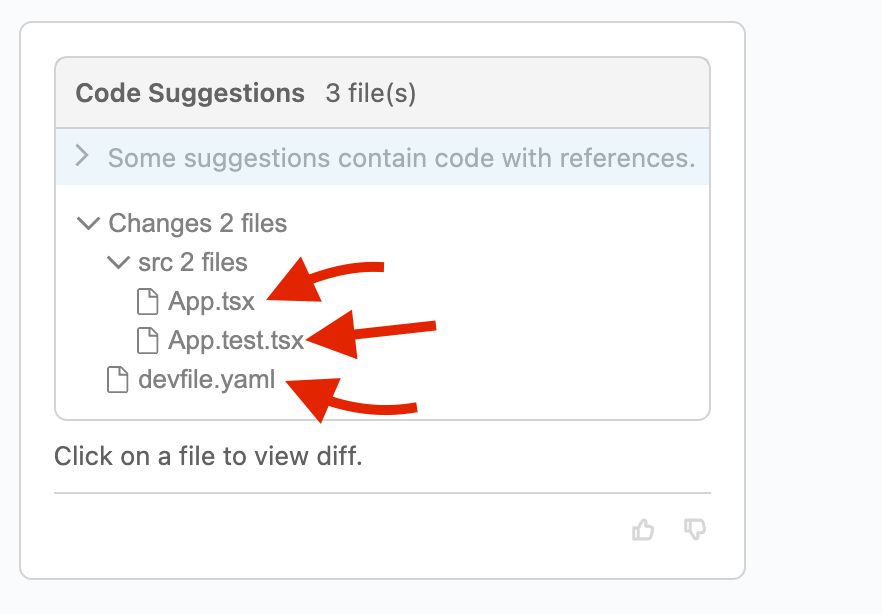 Code Suggestions 3 file(s)
Some suggestions contain code with references.
Changes 2 files
src 2 files
App.tsx
App.test.tsx
devfile.yaml
Click on a file to view diff.